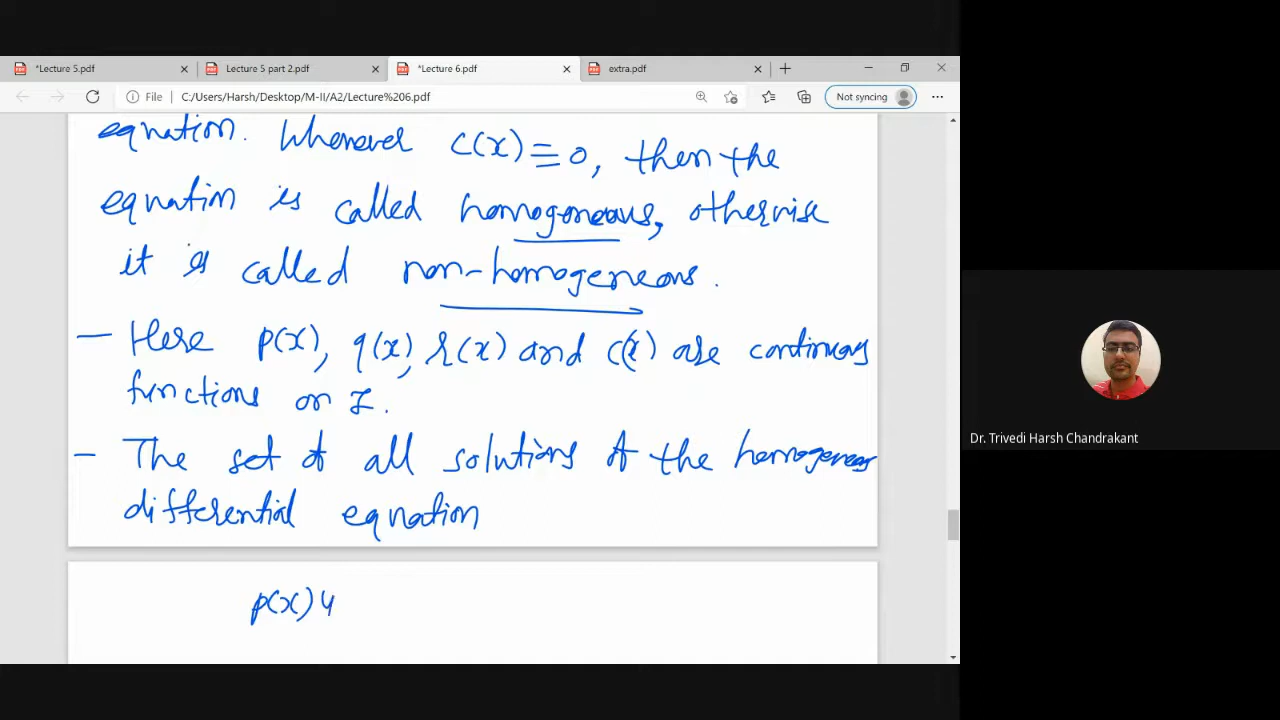 *Lecture 5.pdf
Lecture 5 part 2.pdf
*Lecture 6.pdf
extra.pdf
File
C:/Users/Harsh/Desktop/M-II/A2/Lecture%206.pdf
Not syncing
equation. Whenever C(x) ≡ 0, then the
equation is called homogeneous, otherwise
it is called non-homogeneous.
— Here p(x), q(x), r(x) and c(x) are continuous
functions on I.
- The set of all solutions of the homogeneous
differential equation
p(x) y
Dr. Trivedi Harsh Chandrakant